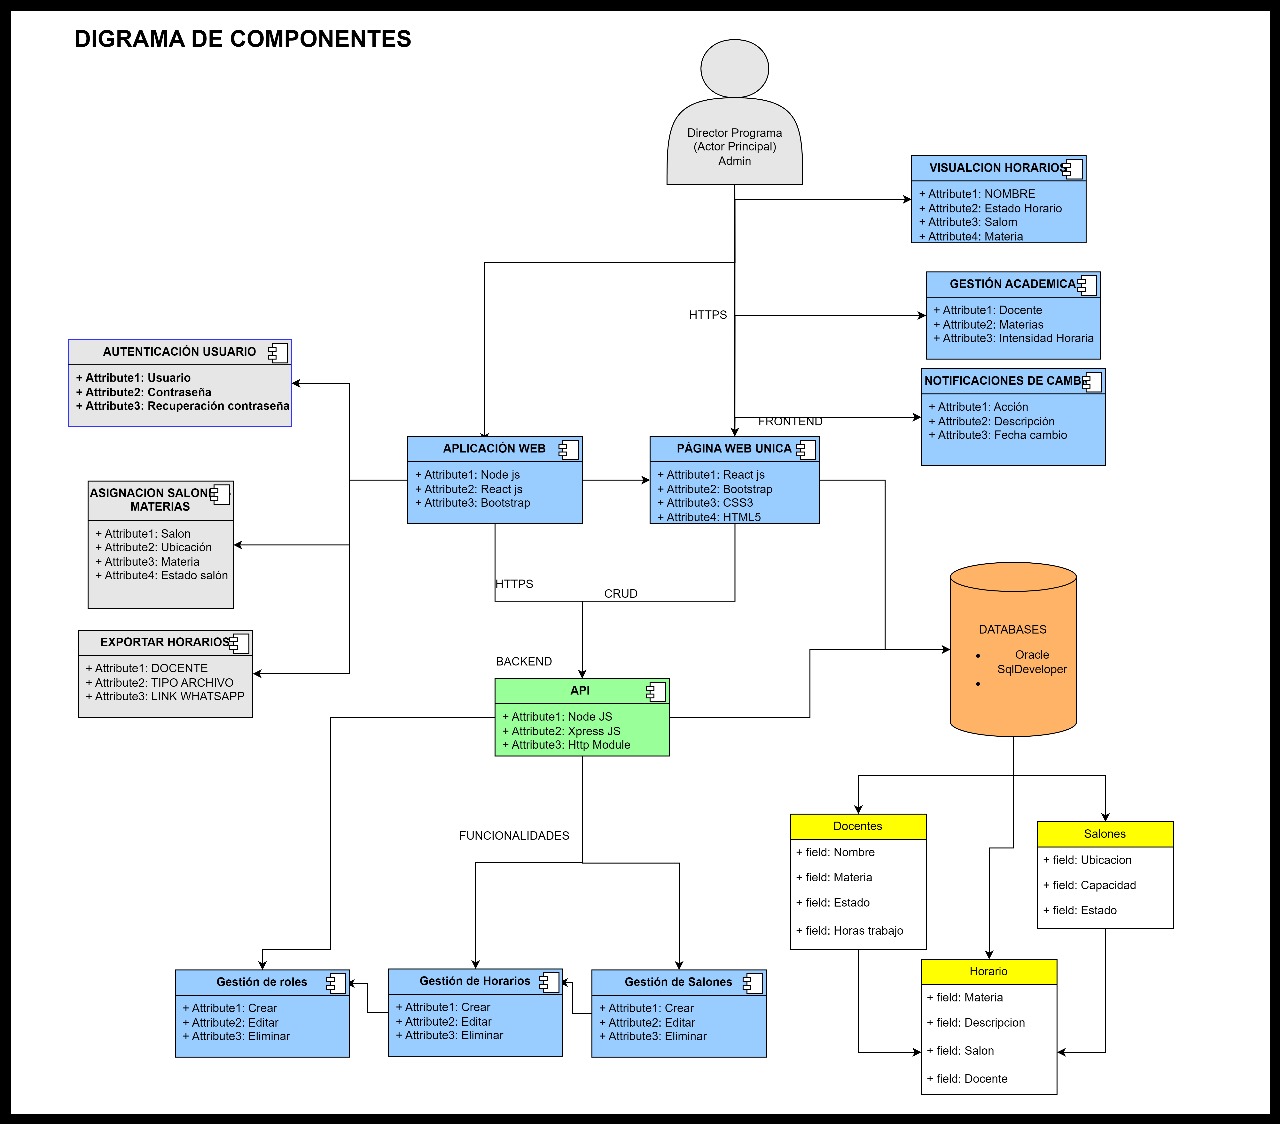 DIGRAMA DE COMPONENTES
Director Programa
(Actor Principal)
Admin
VISUALCION HORARIOS
+ Attribute1: NOMBRE
+ Attribute2: Estado Horario
+ Attribute3: Salom
+ Attribute4: Materia
HTTPS
GESTIÓN ACADEMICA
+ Attribute1: Docente
+ Attribute2: Materias
+ Attribute3: Intensidad Horaria
AUTENTICACIÓN USUARIO
+ Attribute1: Usuario
+ Attribute2: Contraseña
+ Attribute3: Recuperación contraseña
NOTIFICACIONES DE CAMB
+ Attribute1: Acción
+ Attribute2: Descripción
+ Attribute3: Fecha cambio
FRONTEND
APLICACIÓN WEB
+ Attribute1: Node js
+ Attribute2: React js
+ Attribute3: Bootstrap
PÁGINA WEB UNICA
+ Attribute1: React js
+ Attribute2: Bootstrap
+ Attribute3: CSS3
+ Attribute4: HTML5
ASIGNACION SALON
MATERIAS
+ Attribute1: Salon
+ Attribute2: Ubicación
+ Attribute3: Materia
+ Attribute4: Estado salón
HTTPS
CRUD
EXPORTAR HORARIOS
+ Attribute1: DOCENTE
+ Attribute2: TIPO ARCHIVO
+ Attribute3: LINK WHATSAPP
BACKEND
API
+ Attribute1: Node JS
+ Attribute2: Xpress JS
+ Attribute3: Http Module
DATABASES
• Oracle
SqlDeveloper
•
FUNCIONALIDADES
Docentes
+ field: Nombre
+ field: Materia
+ field: Estado
+ field: Horas trabajo
Salones
+ field: Ubicacion
+ field: Capacidad
+ field: Estado
Gestión de roles
+ Attribute1: Crear
+ Attribute2: Editar
+ Attribute3: Eliminar
Gestión de Horarios
+ Attribute1: Crear
+ Attribute2: Editar
+ Attribute3: Eliminar
Gestión de Salones
+ Attribute1: Crear
+ Attribute2: Editar
+ Attribute3: Eliminar
Horario
+ field: Materia
+ field: Descripcion
+ field: Salon
+ field: Docente